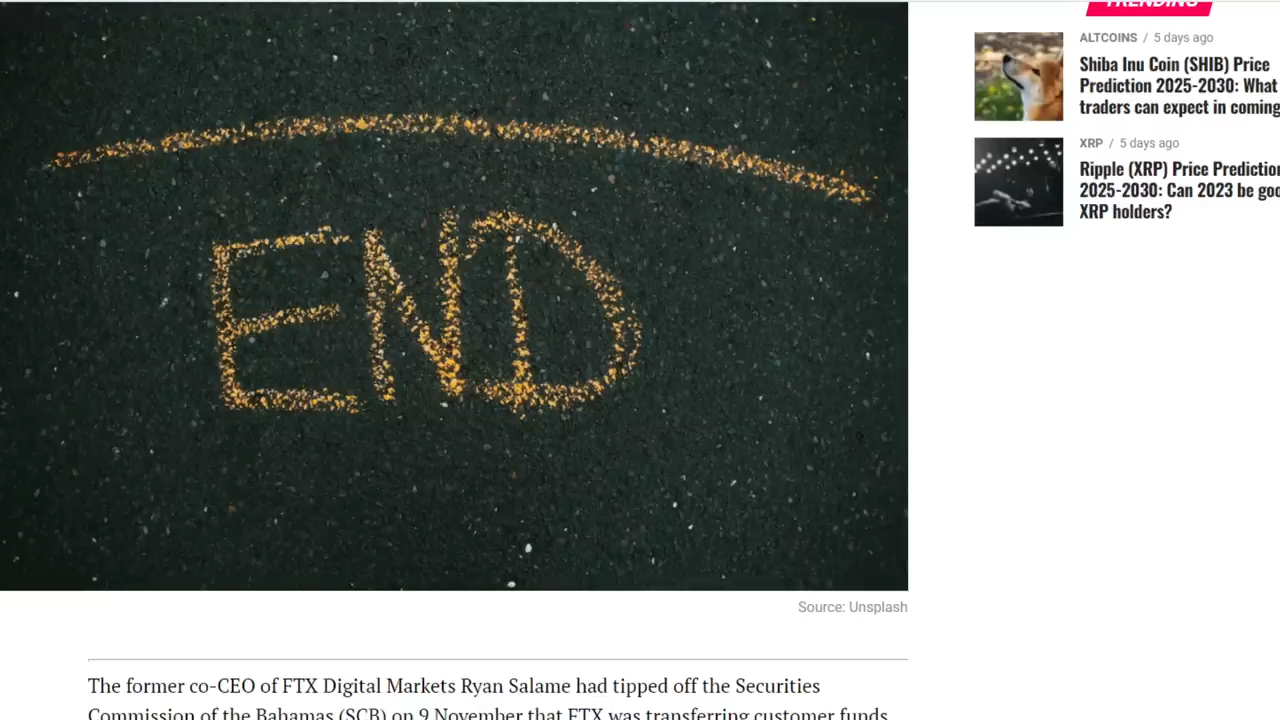 TRENDING
ALTCOINS / 5 days ago
Shiba Inu Coin (SHIB) Price
Prediction 2025-2030: What
traders can expect in coming
XRP / 5 days ago
Ripple (XRP) Price Prediction
2025-2030: Can 2023 be
XRP holders?
END
Source: Unsplash
The former co-CEO of FTX Digital Markets Ryan Salame had tipped off the Securities
Commission of the Bahamas (SCB) on 9 November that FTX was transferring customer funds